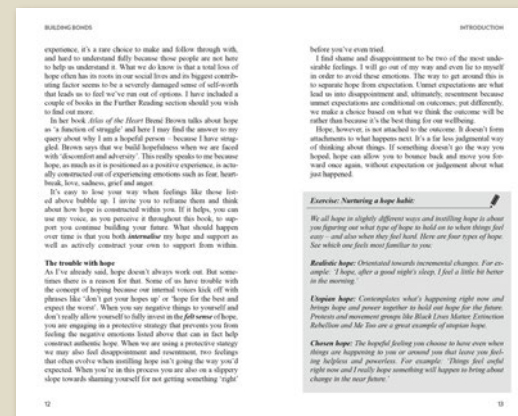 BUILDING BONDS
experience, it's a rare choice to make and follow through with,
and hard to understand fully because those people are not here
to help us understand it. What we do know is that a total loss of
hope often has its roots in our social lives and its biggest contrib-
uting factor seems to be a severely damaged sense of self-worth
that leads us to feel we've run out of options. I have included a
couple of books in the Further Reading section should you wish
to find out more.
In her book Atlas of the Heart Brené Brown talks about hope
as 'a function of struggle' and here I may find the answer to my
query about why I am a hopeful person – because I have strug-
gled. Brown says that we build hopefulness when we are faced
with 'discomfort and adversity'. This really speaks to me because
hope, as much as it is positioned as a positive experience, is actu-
ally constructed out of experiencing emotions such as fear, heart-
break, love, sadness, grief and anger.
It's easy to lose your way when feelings like those list-
ed above bubble up. I invite you to reframe them and think
about how hope is constructed within you. If it helps, you can
use my voice, as you perceive it throughout this book, to sup-
port you continue building your future. What should happen
over time is that you both internalise my hope and support as
well as actively construct your own to support from within.
The trouble with hope
As I've already said, hope doesn't always work out. But some-
times there is a reason for that. Some of us have trouble with
the concept of hoping because our internal voices kick off with
phrases like 'don't get your hopes up' or 'hope for the best and
expect the worst'. When you say negative things to yourself and
don't really allow yourself to fully invest in the felt sense of hope,
you are engaging in a protective strategy that prevents you from
feeling the negative emotions listed above that can in fact help
construct authentic hope. When we are using a protective strategy
we may also feel disappointment and resentment, two feelings
that often evolve when instilling hope isn't going the way you'd
expected. When you're in this process you are also on a slippery
slope towards shaming yourself for not getting something 'right'
12
INTRODUCTION
before you've even tried.
I find shame and disappointment to be two of the most unde-
sirable feelings. I will go out of my way and even lie to myself
in order to avoid these emotions. The way to get around this is
to separate hope from expectation. Unmet expectations are what
lead us into disappointment and, ultimately, resentment because
unmet expectations are conditional on outcomes; put differently,
we make a choice based on what we think the outcome will be
rather than because it's the best thing for our wellbeing.
Hope, however, is not attached to the outcome. It doesn't form
attachments to what happens next. It's a far less judgmental way
of thinking about things. If something doesn't go the way you
hoped, hope can allow you to bounce back and move you for-
ward once again, without expectation or judgement about what
just happened.
Exercise: Nurturing a hope habit:
We all hope in slightly different ways and instilling hope is about
you figuring out what type of hope to hold on to when things feel
easy – and also when they feel hard. Here are four types of hope.
See which one feels most familiar to you:
Realistic hope: Orientated towards incremental changes. For ex-
ample: 'I hope, after a good night's sleep, I feel a little bit better
in the morning.'
Utopian hope: Contemplates what's happening right now and
brings hope and power together to hold out hope for the future.
Protests and movement groups like Black Lives Matter, Extinction
Rebellion and Me Too are a great example of utopian hope.
Chosen hope: The hopeful feeling you choose to have even when
things are happening to you or around you that leave you feel-
ing helpless and powerless. For example: 'Things feel awful
right now and I really hope something will happen to bring about
change in the near future.'
13